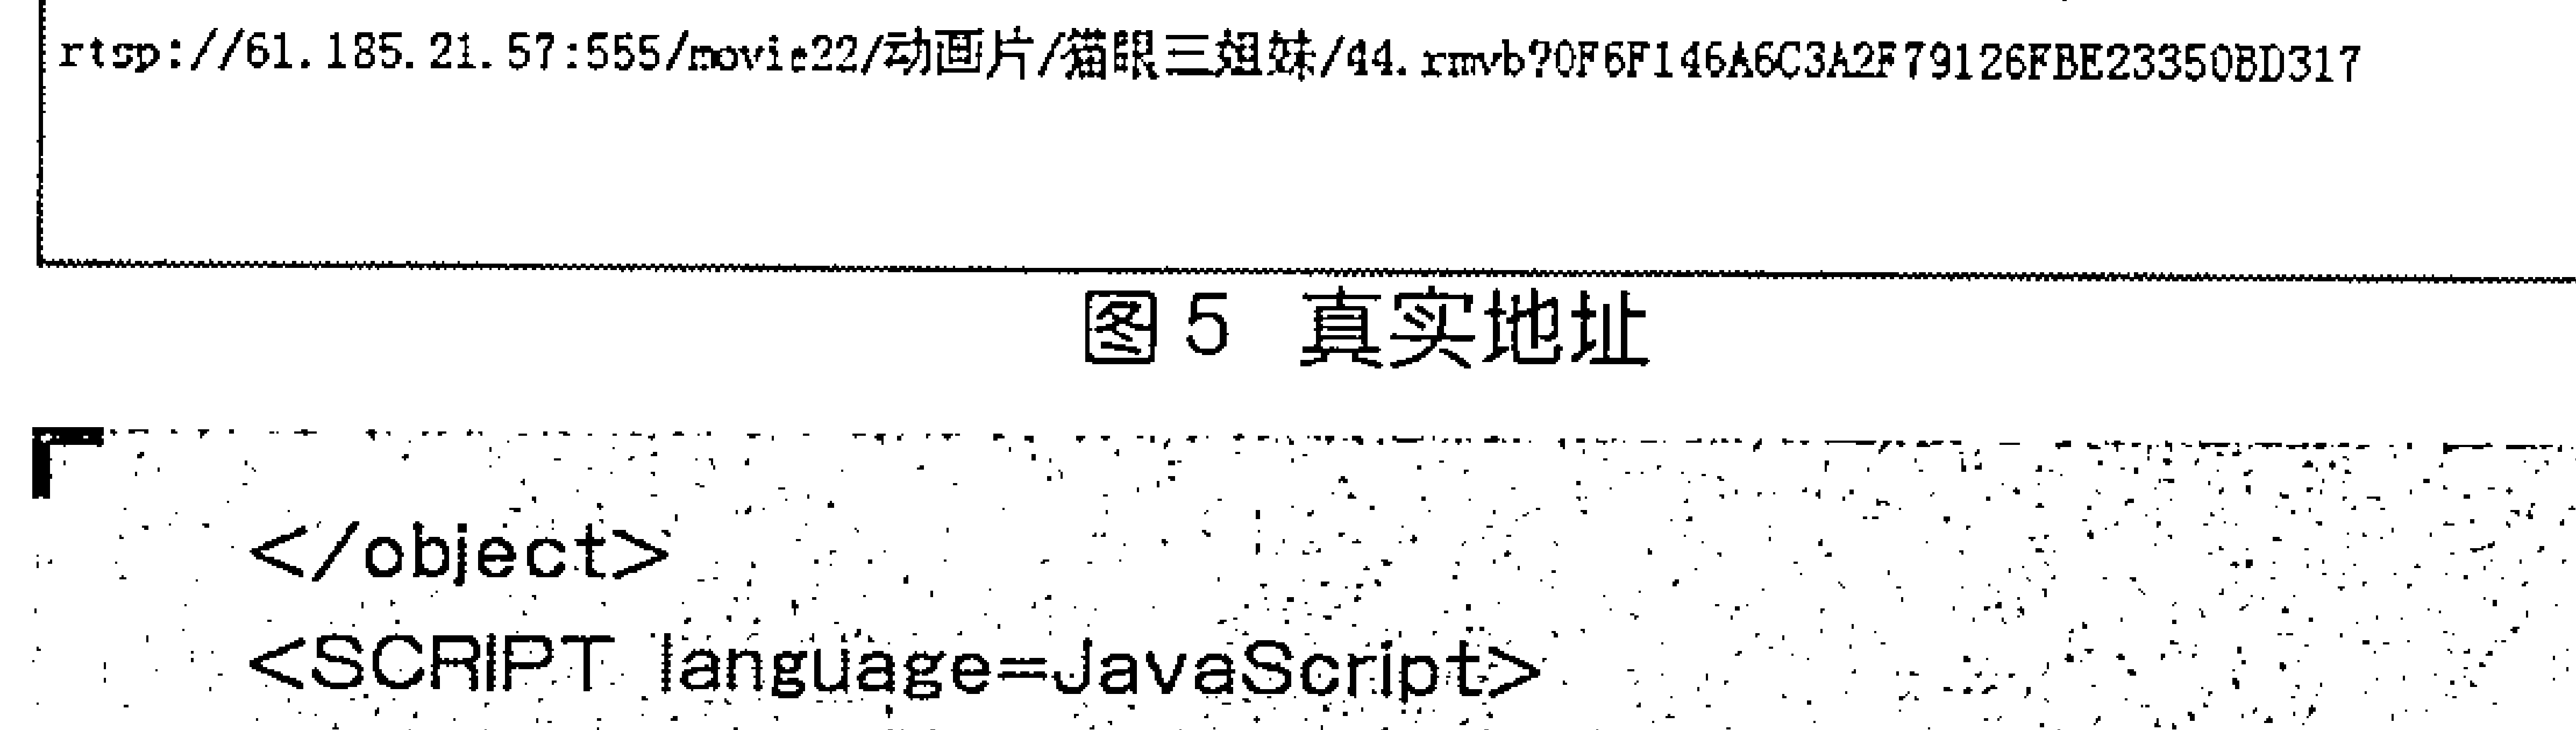 rtsp://61.185.21.57:555/movie22/动画片/猫眼三姐妹/44.rmvb?0F6F146A6C3A2F79126FBE23350BD317
图5 真实地址
</object>
<SCRIPT language=JavaScript>